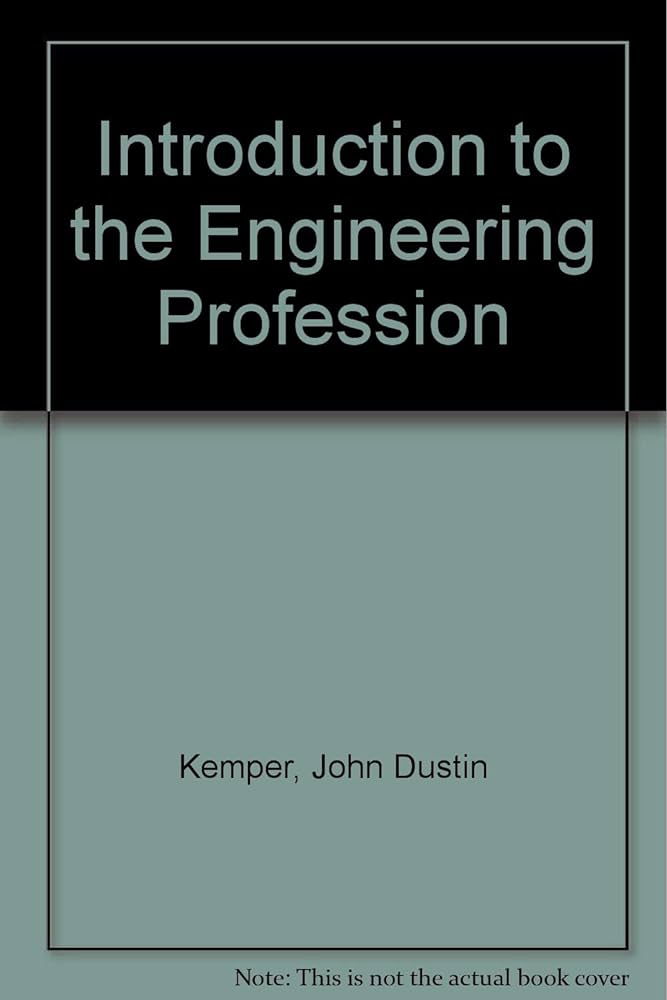 Introduction to
the Engineering
Profession
Kemper, John Dustin
Note: This is not the actual book cover